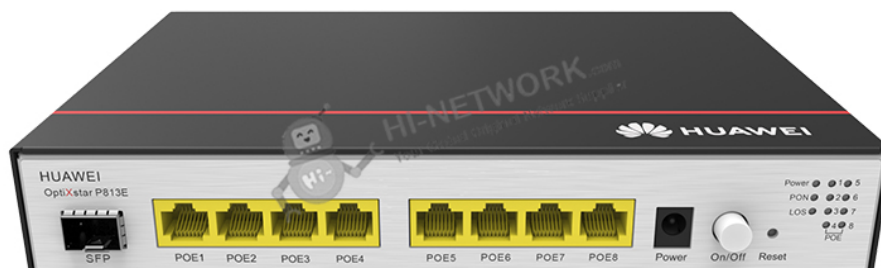 HI-NETWORK.com
HUAWEI
HUAWEI
OptiXstar P813E
Hi-
SFP
POE1 POE2 POE3 POE4
POE5 POE6 POE7 POE8
Power
On/Off
Reset
Power 1 5
PON 2 6
LOS 3 7
4 8
POE